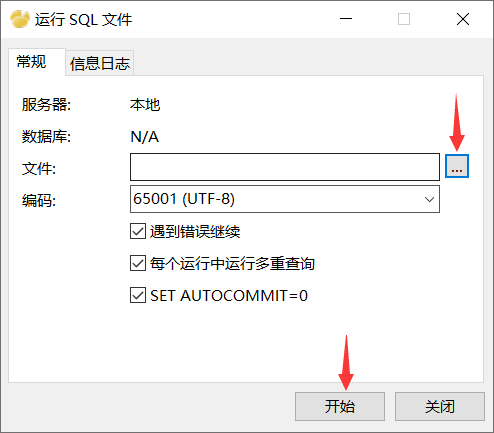 运行 SQL 文件
常规 信息日志
服务器: 本地
数据库: N/A
文件: ...
编码: 65001 (UTF-8)
遇到错误继续
每个运行中运行多重查询
SET AUTOCOMMIT=0
开始 关闭